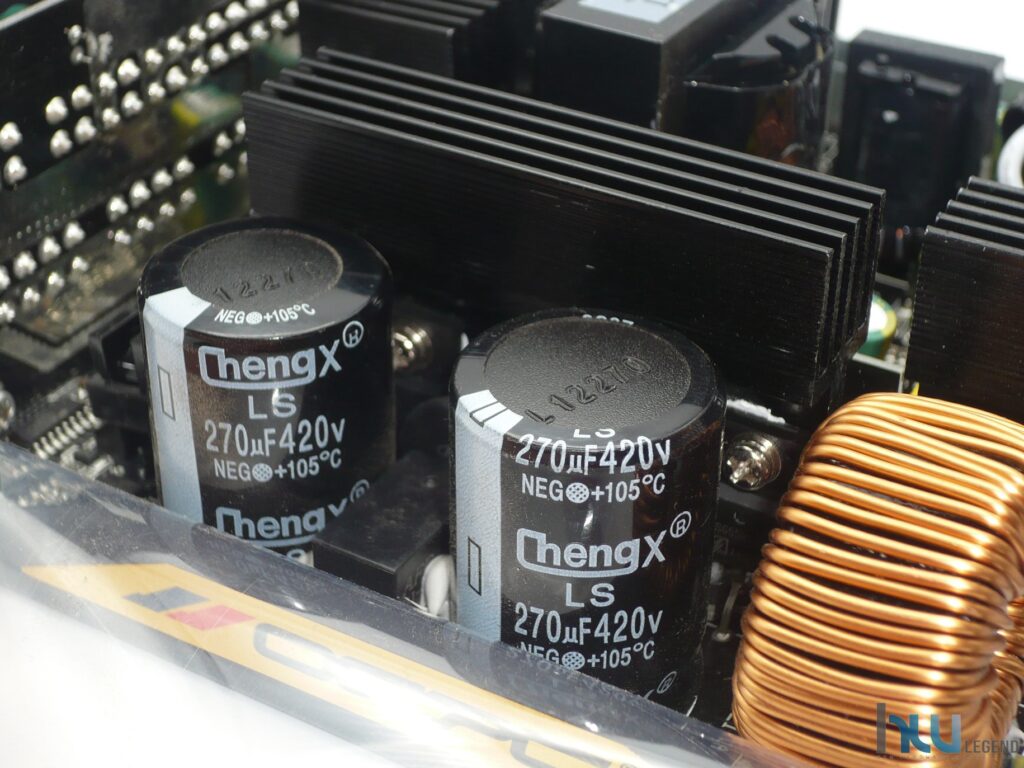 12270
NEG +105°C
ChengX®
LS
270µF420v
NEG +105°C
ChengX®
L12270
LS
270µF420v
NEG +105°C
ChengX®
LS
270µF420v
NEG +105°C
LEGEND